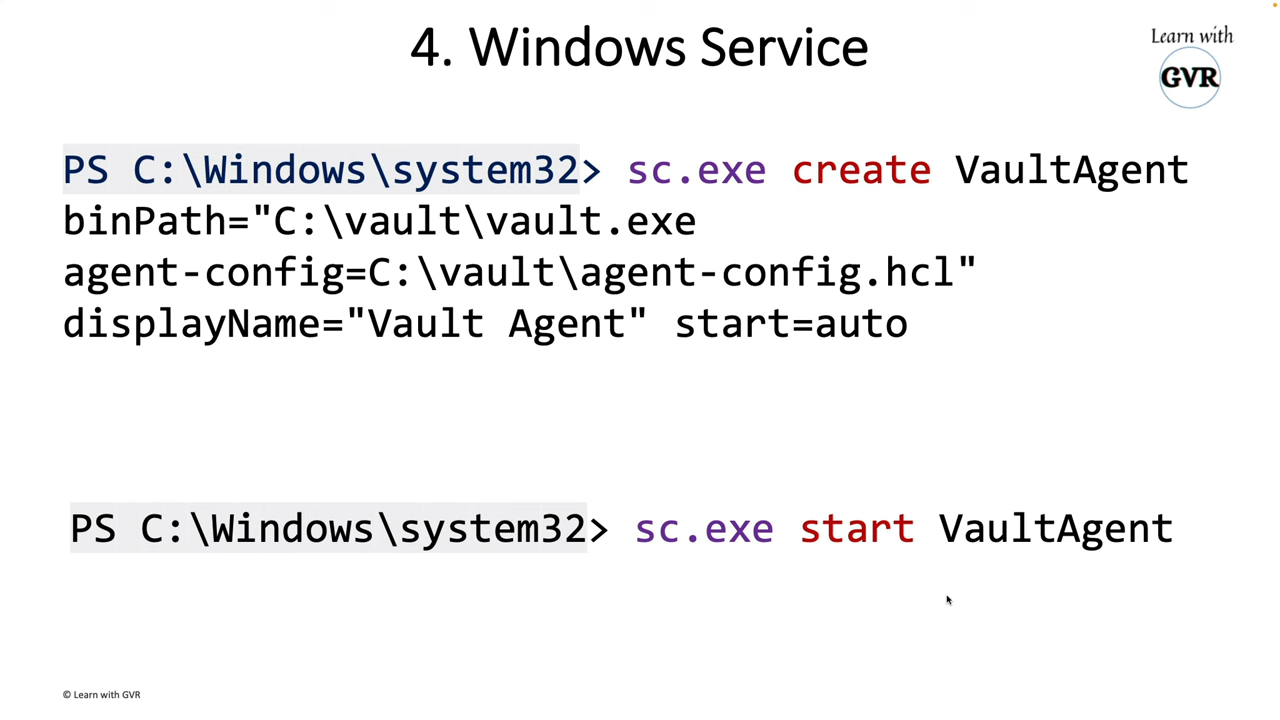 4. Windows Service
Learn with
GVR
PS C:\Windows\system32> sc.exe create VaultAgent
binPath="C:\vault\vault.exe
agent-config=C:\vault\agent-config.hcl"
displayName="Vault Agent" start=auto
PS C:\Windows\system32> sc.exe start VaultAgent
© Learn with GVR